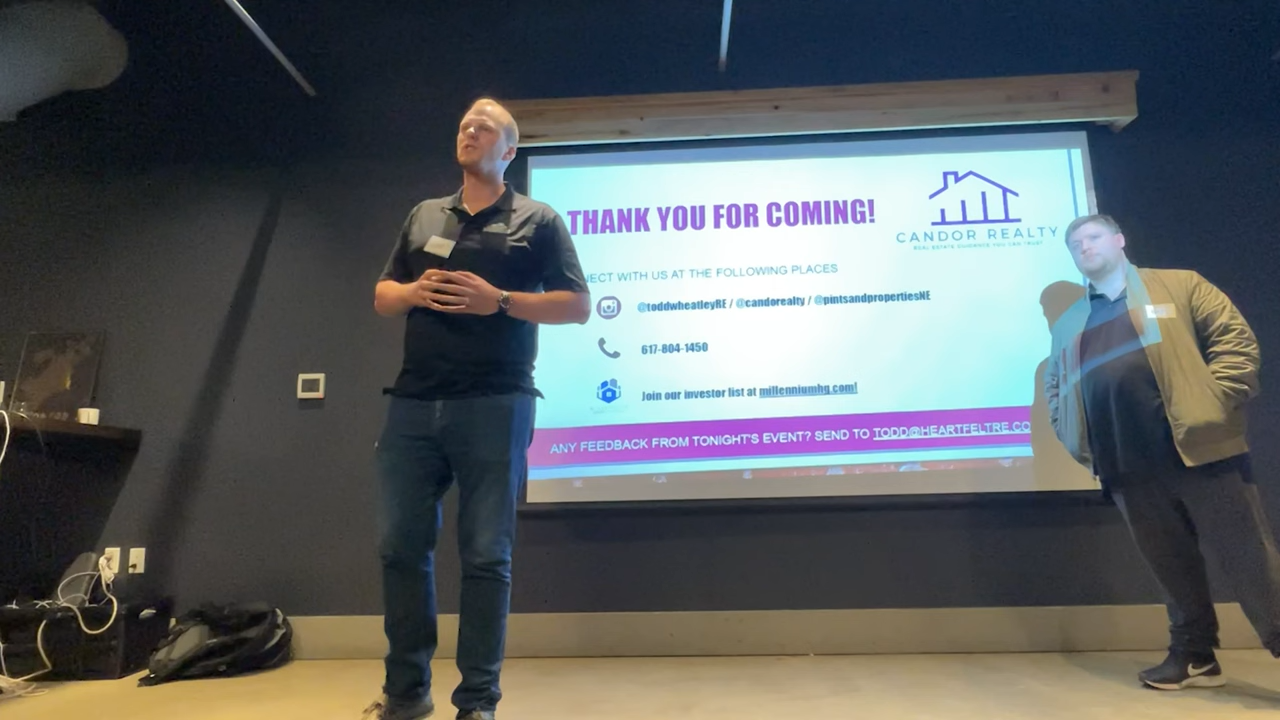 THANK YOU FOR COMING!
CANDOR REALTY
REAL ESTATE GUIDANCE YOU CAN TRUST
NECT WITH US AT THE FOLLOWING PLACES
@toddwheatleyRE / @candorealty / @pintsandpropertiesNE
617-804-1450
Join our investor list at millenniumhg.com!
ANY FEEDBACK FROM TONIGHT'S EVENT? SEND TO TODD@HEARTFELTRE.CO